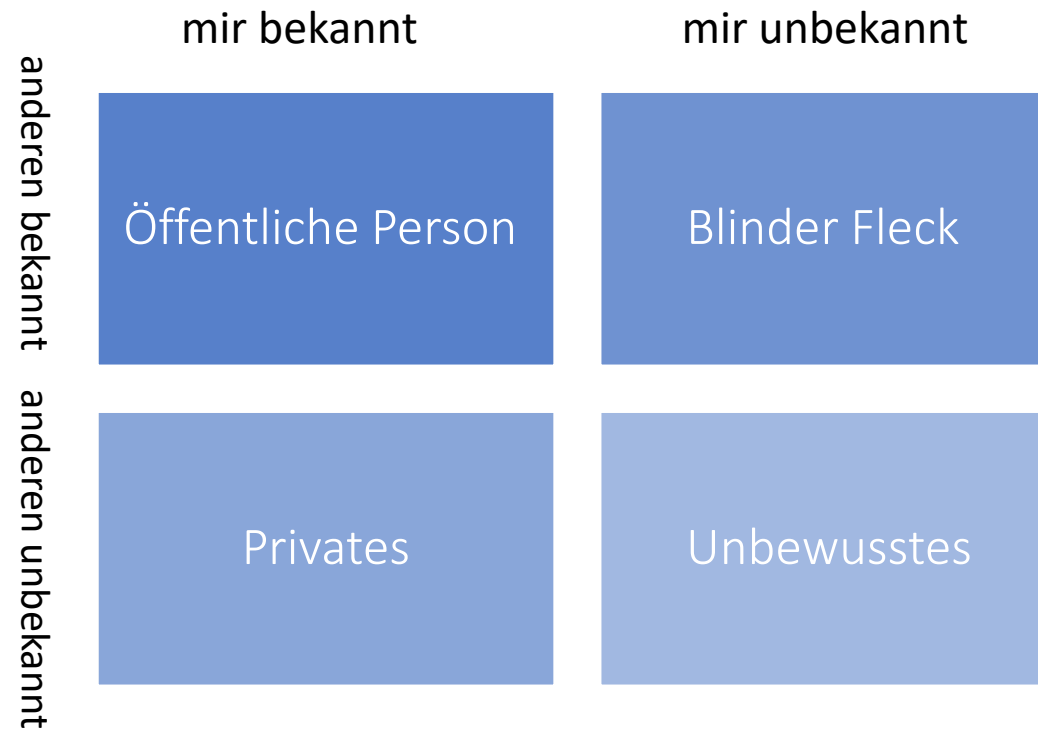 mir bekannt
mir unbekannt
anderen bekannt
Öffentliche Person
Blinder Fleck
anderen unbekannt
Privates
Unbewusstes